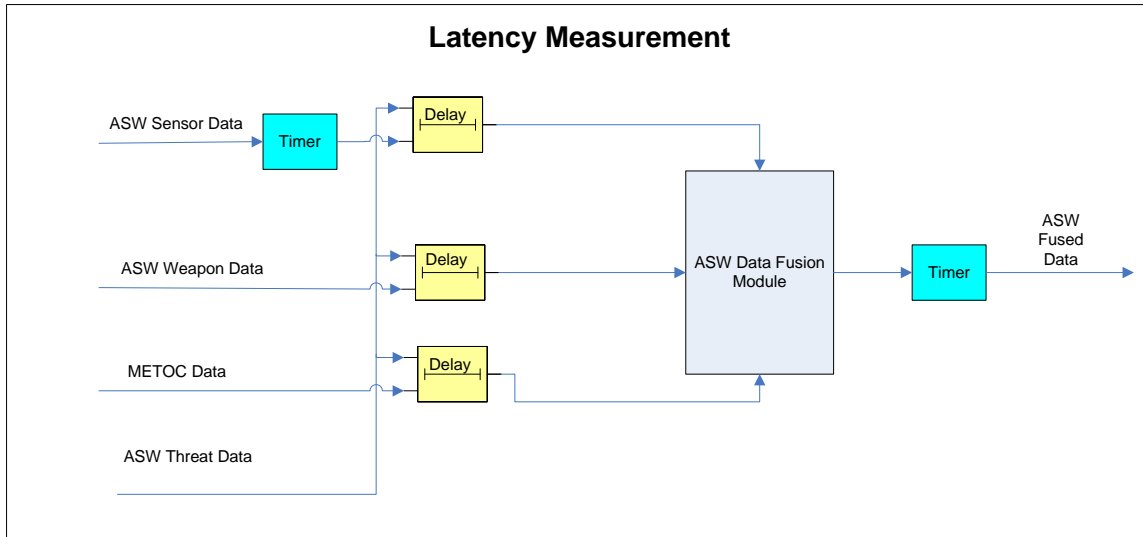 Latency Measurement
ASW Sensor Data
Timer
Delay
ASW Weapon Data
Delay
ASW Data Fusion
Module
Timer
ASW
Fused
Data
METOC Data
Delay
ASW Threat Data